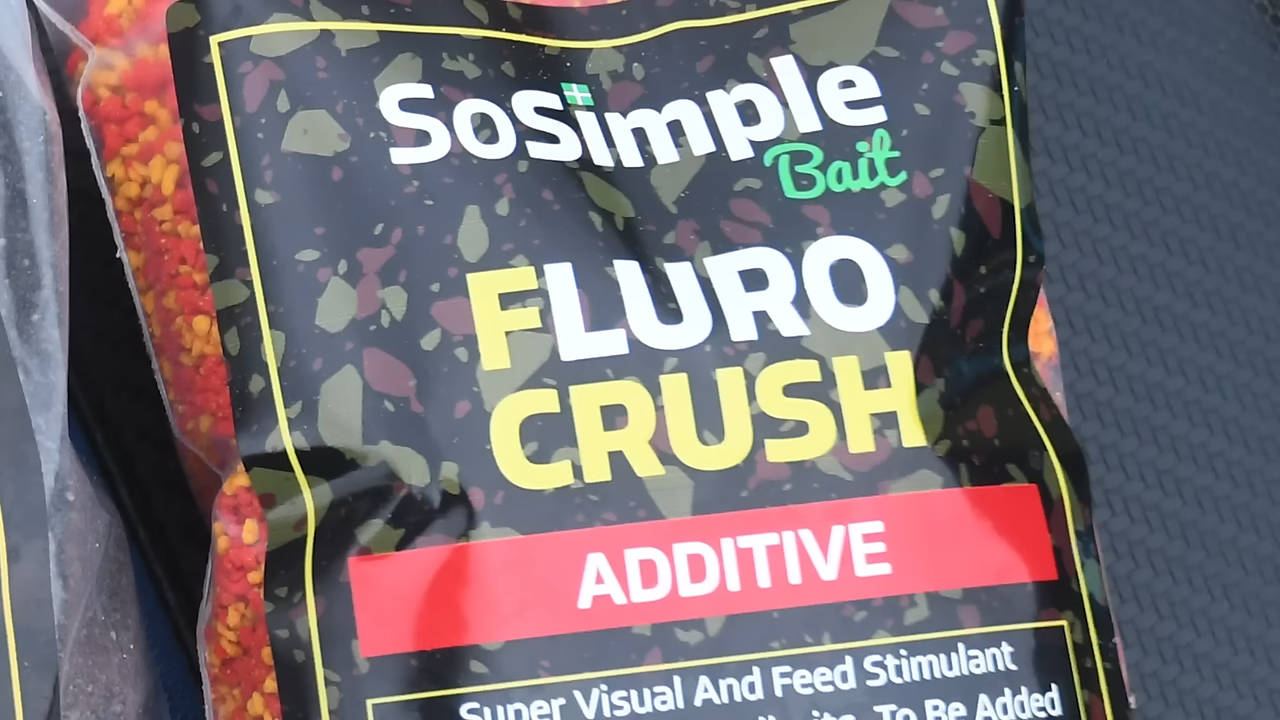 SoSimple
Bait
FLURO
CRUSH
ADDITIVE
Super Visual And Feed Stimulant
To Be Added